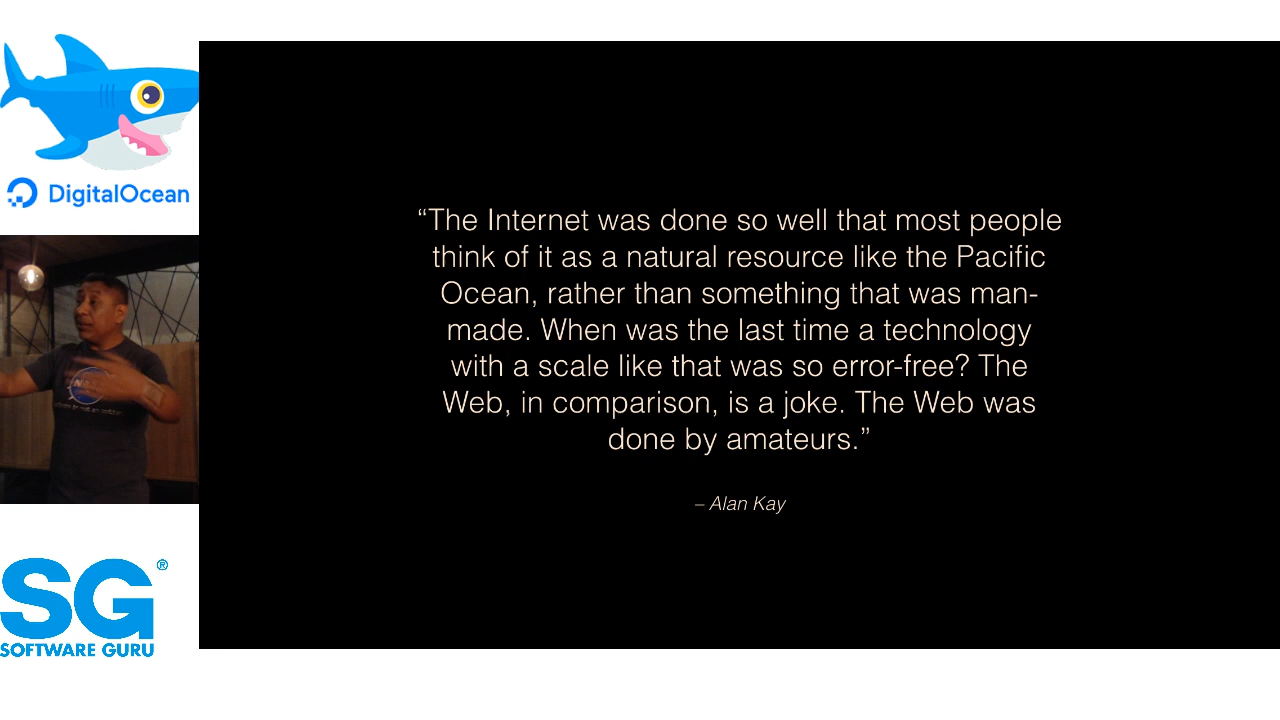 DigitalOcean
“The Internet was done so well that most people
think of it as a natural resource like the Pacific
Ocean, rather than something that was man-
made. When was the last time a technology
with a scale like that was so error-free? The
Web, in comparison, is a joke. The Web was
done by amateurs.”
– Alan Kay
SG®
SOFTWARE GURU